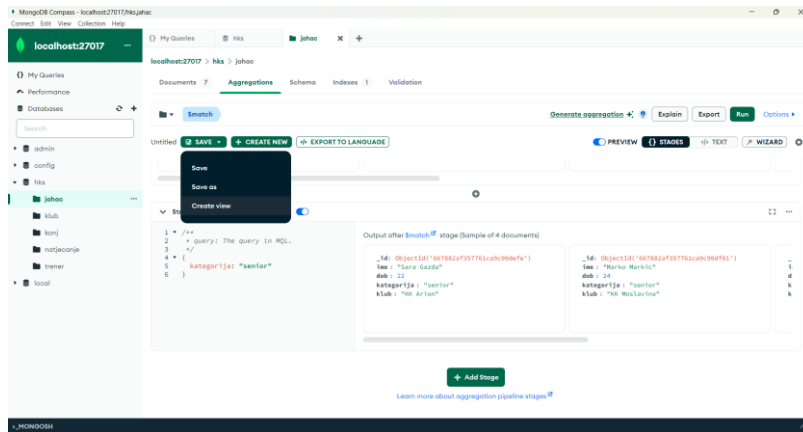 MongoDB Compass - localhost:27017/hks.jahac
Connect Edit View Collection Help
localhost:27017 ...
{} My Queries
hks
jahac
localhost:27017 > hks > jahac
My Queries
Performance
Databases
Search
admin
config
hks
jahac ...
klub
konj
natjecanje
trener
local
Documents 7 Aggregations Schema Indexes 1 Validation
$match
Generate aggregation Explain Export Run Options
Untitled SAVE + CREATE NEW EXPORT TO LANGUAGE
PREVIEW {} STAGES </> TEXT WIZARD
Save
Save as
Create view
1 /**
2 * query: The query in MQL.
3 */
4 {
5 kategorija: "senior"
6 }
Output after $match stage (Sample of 4 documents)
_id: ObjectId('667882af357761ca9c90defe')
ime : "Sara Gazda"
dob : 22
kategorija : "senior"
klub : "KK Arion"
_id: ObjectId('667882af357761ca9c90df01')
ime : "Marko Markic"
dob : 24
kategorija : "senior"
klub : "KK Moslavina"
+ Add Stage
Learn more about aggregation pipeline stages
>_MONGOSH